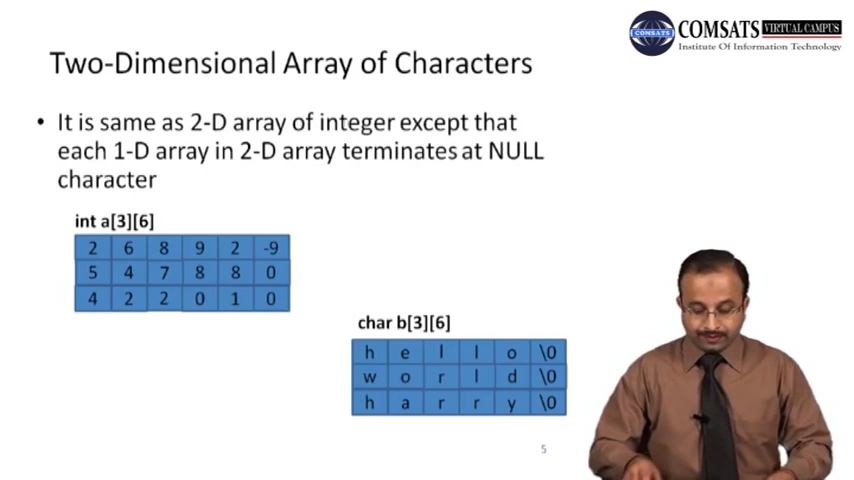 COMSATS
COMSATS VIRTUAL CAMPUS
Institute Of Information Technology
Two-Dimensional Array of Characters
• It is same as 2-D array of integer except that
each 1-D array in 2-D array terminates at NULL
character
int a[3][6]
2 6 8 9 2 -9
5 4 7 8 8 0
4 2 2 0 1 0
char b[3][6]
h e l l o \0
w o r l d \0
h a r r y \0
5